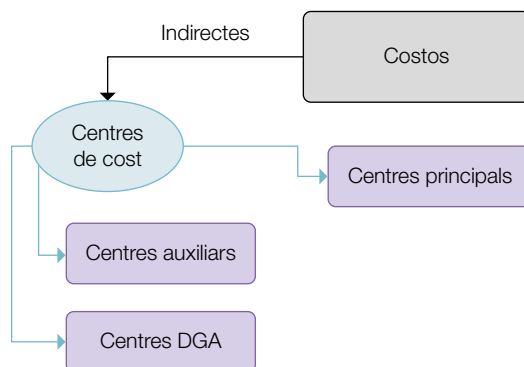 Indirectes
Costos
Centres
de cost
Centres principals
Centres auxiliars
Centres DGA